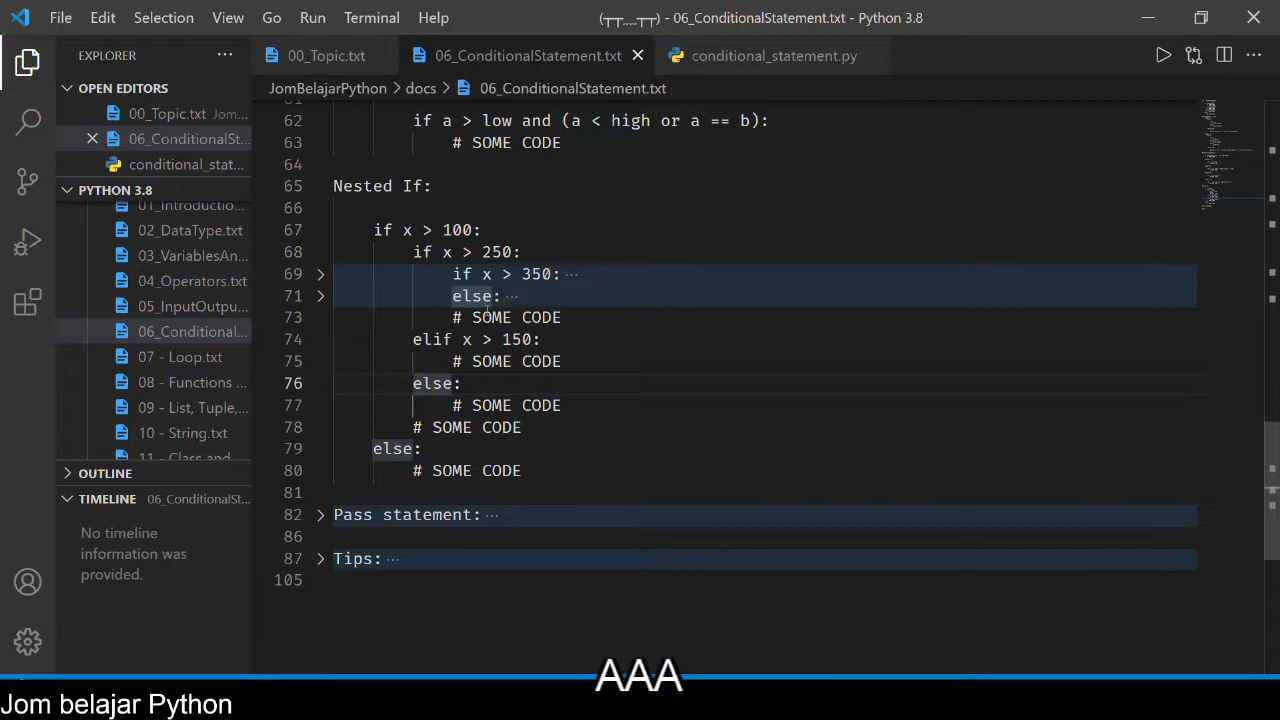 File Edit Selection View Go Run Terminal Help (┬┬﹏┬┬) - 06_ConditionalStatement.txt - Python 3.8
EXPLORER
00_Topic.txt
06_ConditionalStatement.txt
conditional_statement.py
JomBelajarPython > docs > 06_ConditionalStatement.txt
OPEN EDITORS
00_Topic.txt Jom...
06_ConditionalSt...
conditional_stat...
PYTHON 3.8
01_Introductio...
02_DataType.txt
03_VariablesAn...
04_Operators.txt
05_InputOutpu...
06_Conditional...
07 - Loop.txt
08 - Functions ...
09 - List, Tuple,...
10 - String.txt
11 - Class and
OUTLINE
TIMELINE 06_ConditionalSt...
No timeline
information was
provided.
61
62 if a > low and (a < high or a == b):
63 # SOME CODE
64
65 Nested If:
66
67 if x > 100:
68 if x > 250:
69 if x > 350: ...
71 else: ...
73 # SOME CODE
74 elif x > 150:
75 # SOME CODE
76 else:
77 # SOME CODE
78 # SOME CODE
79 else:
80 # SOME CODE
81
82 Pass statement: ...
86
87 Tips: ...
105
AAA
Jom belajar Python